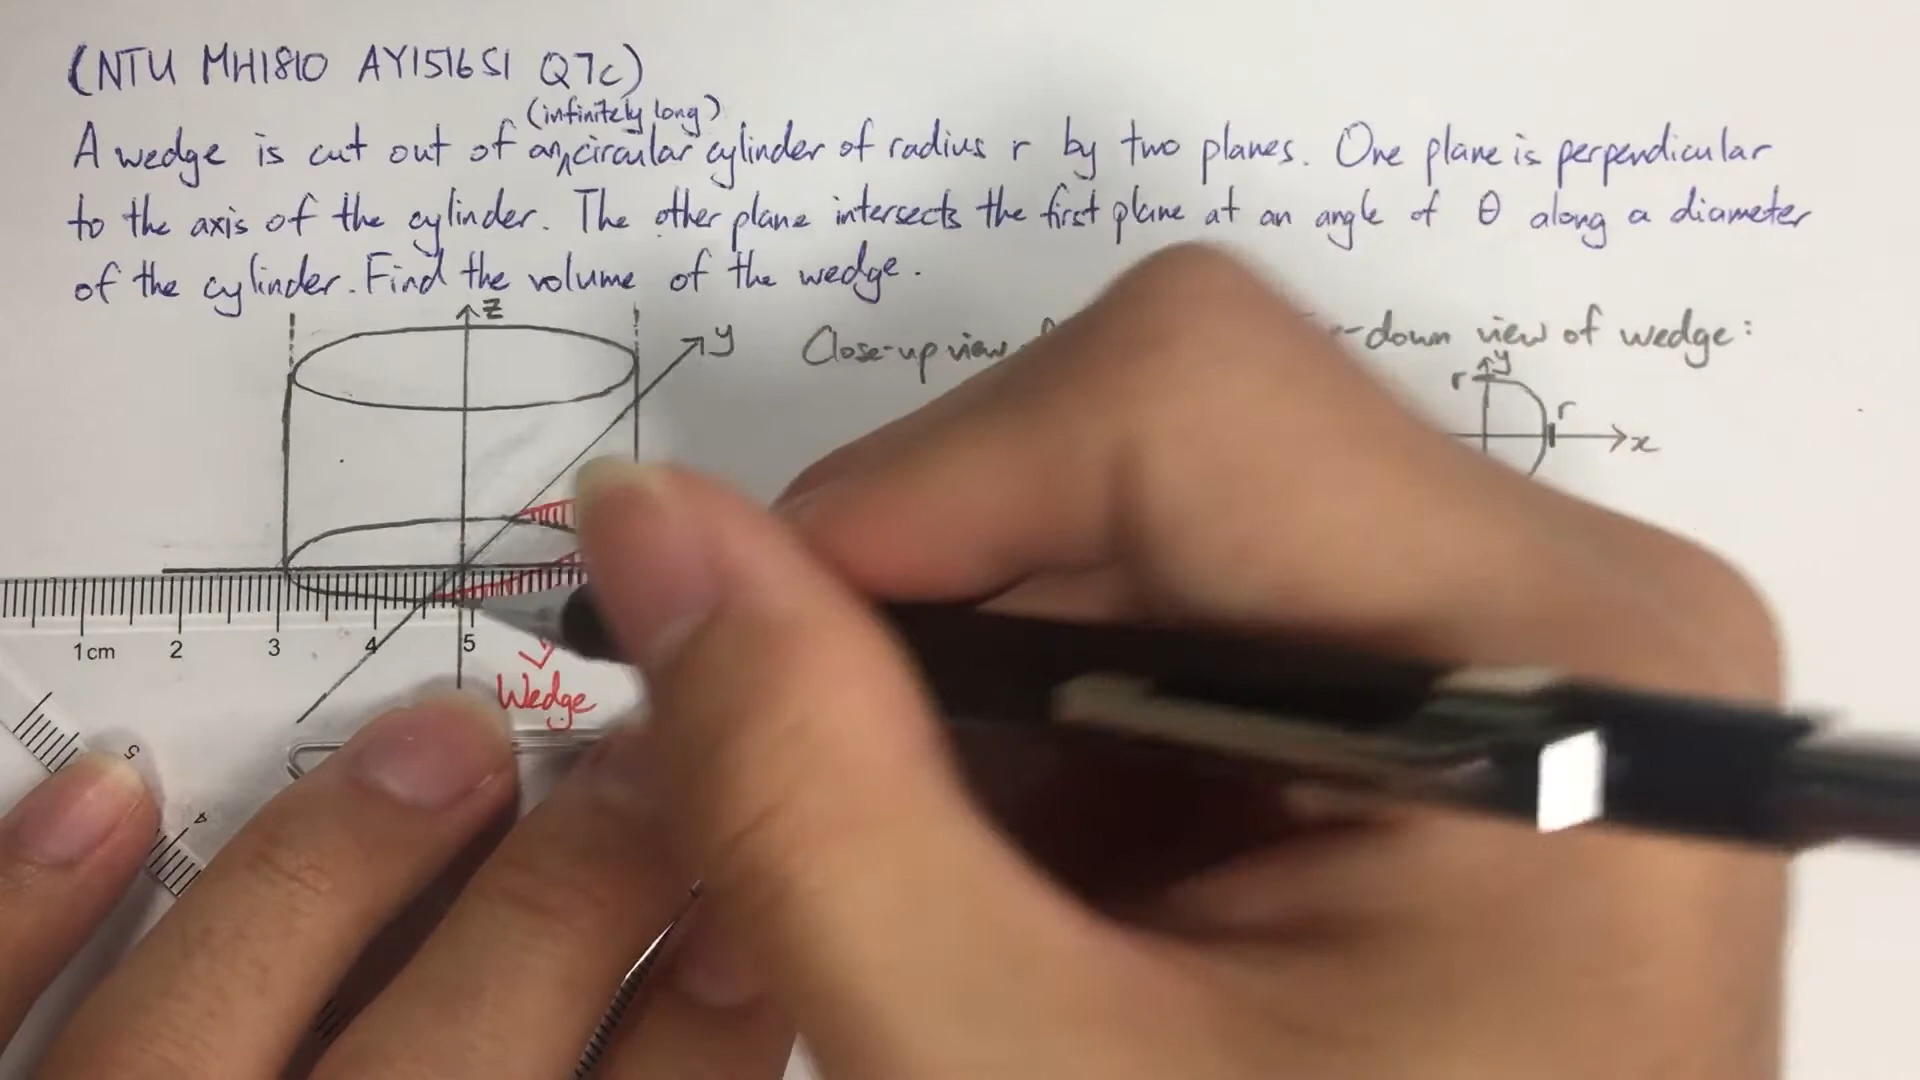 (NTU MH1810 AY1516S1 Q7c)
(infinitely long)
A wedge is cut out of an circular cylinder of radius r by two planes. One plane is perpendicular
to the axis of the cylinder. The other plane intersects the first plane at an angle of θ along a diameter
of the cylinder. Find the volume of the wedge.
z
y
Close-up view
-down view of wedge:
y
r
r
x
1cm 2 3 4 5
Wedge
5
4